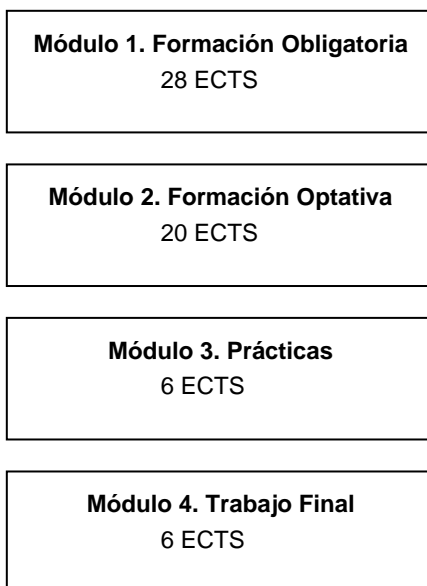 Módulo 1. Formación Obligatoria
28 ECTS
Módulo 2. Formación Optativa
20 ECTS
Módulo 3. Prácticas
6 ECTS
Módulo 4. Trabajo Final
6 ECTS